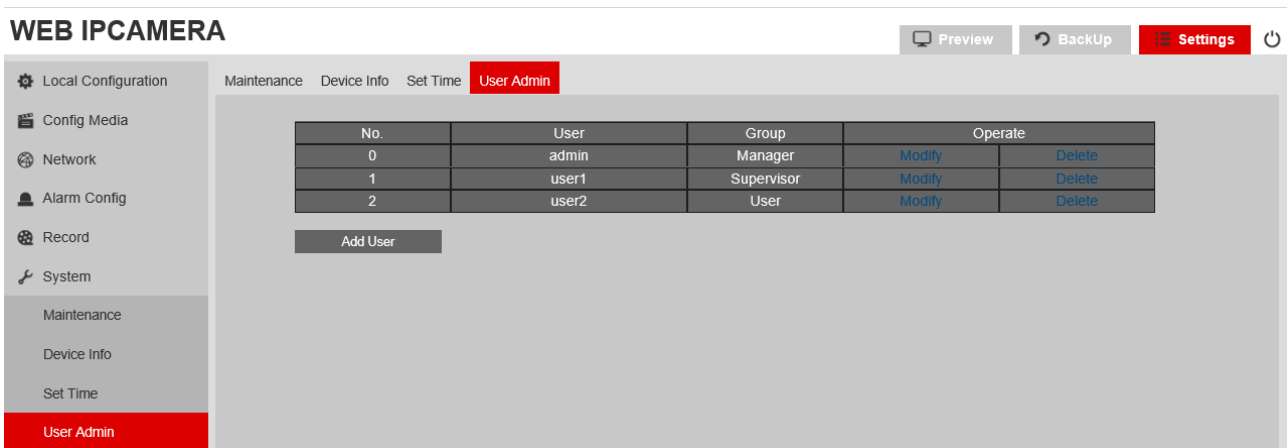 WEB IPCAMERA
Preview BackUp Settings
Local Configuration
Config Media
Network
Alarm Config
Record
System
Maintenance
Device Info
Set Time
User Admin
Maintenance Device Info Set Time User Admin
No. User Group Operate
0 admin Manager Modify Delete
1 user1 Supervisor Modify Delete
2 user2 User Modify Delete
Add User